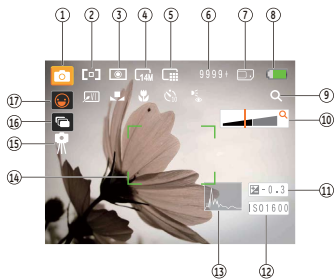 ① ② ③ ④ ⑤ ⑥ ⑦ ⑧
14M 9999+
⑰ ⑨
⑯ ⑩
⑮
⑭ -0.3 ⑪
ISO1600
⑬ ⑫